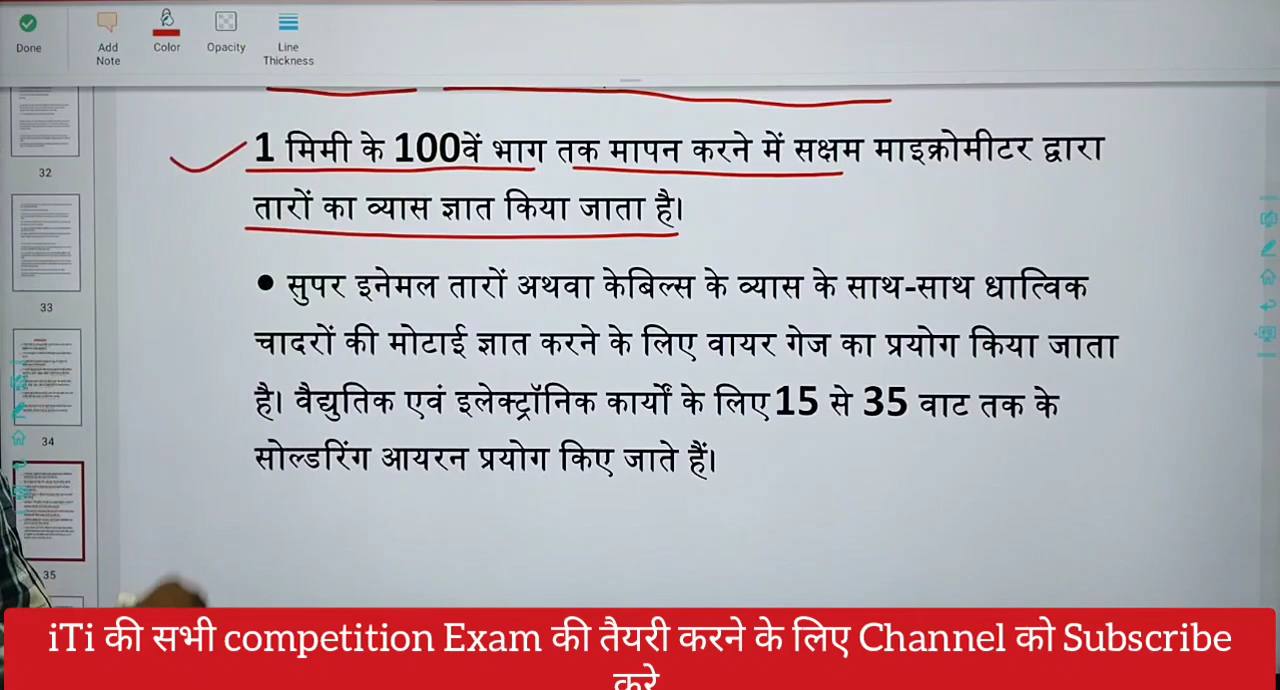 Done
Add
Note
Color
Opacity
Line
Thickness
32
33
34
35
1 मिमी के 100वें भाग तक मापन करने में सक्षम माइक्रोमीटर द्वारा
तारों का व्यास ज्ञात किया जाता है।
• सुपर इनेमल तारों अथवा केबिल्स के व्यास के साथ-साथ धात्विक
चादरों की मोटाई ज्ञात करने के लिए वायर गेज का प्रयोग किया जाता
है। वैद्युतिक एवं इलेक्ट्रॉनिक कार्यों के लिए 15 से 35 वाट तक के
सोल्डरिंग आयरन प्रयोग किए जाते हैं।
iTi की सभी competition Exam की तैयरी करने के लिए Channel को Subscribe
करे